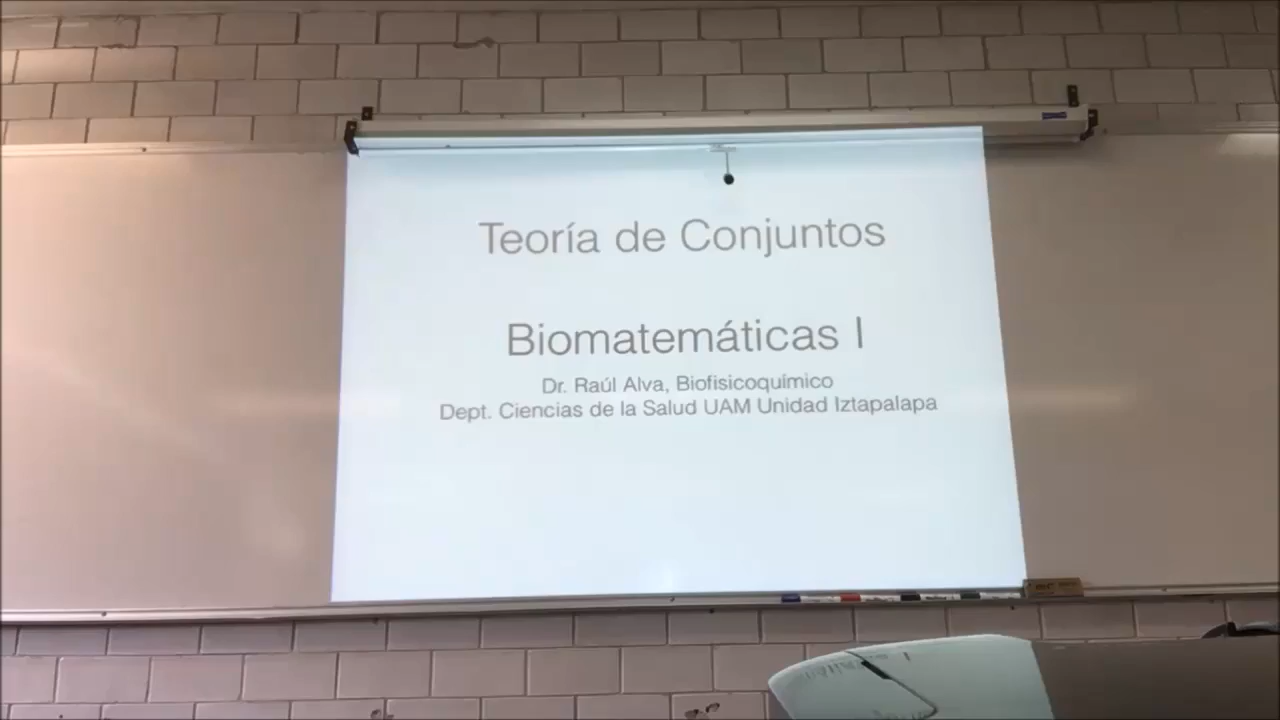 Teoría de Conjuntos
Biomatemáticas I
Dr. Raúl Alva, Biofisicoquímico
Dept. Ciencias de la Salud UAM Unidad Iztapalapa